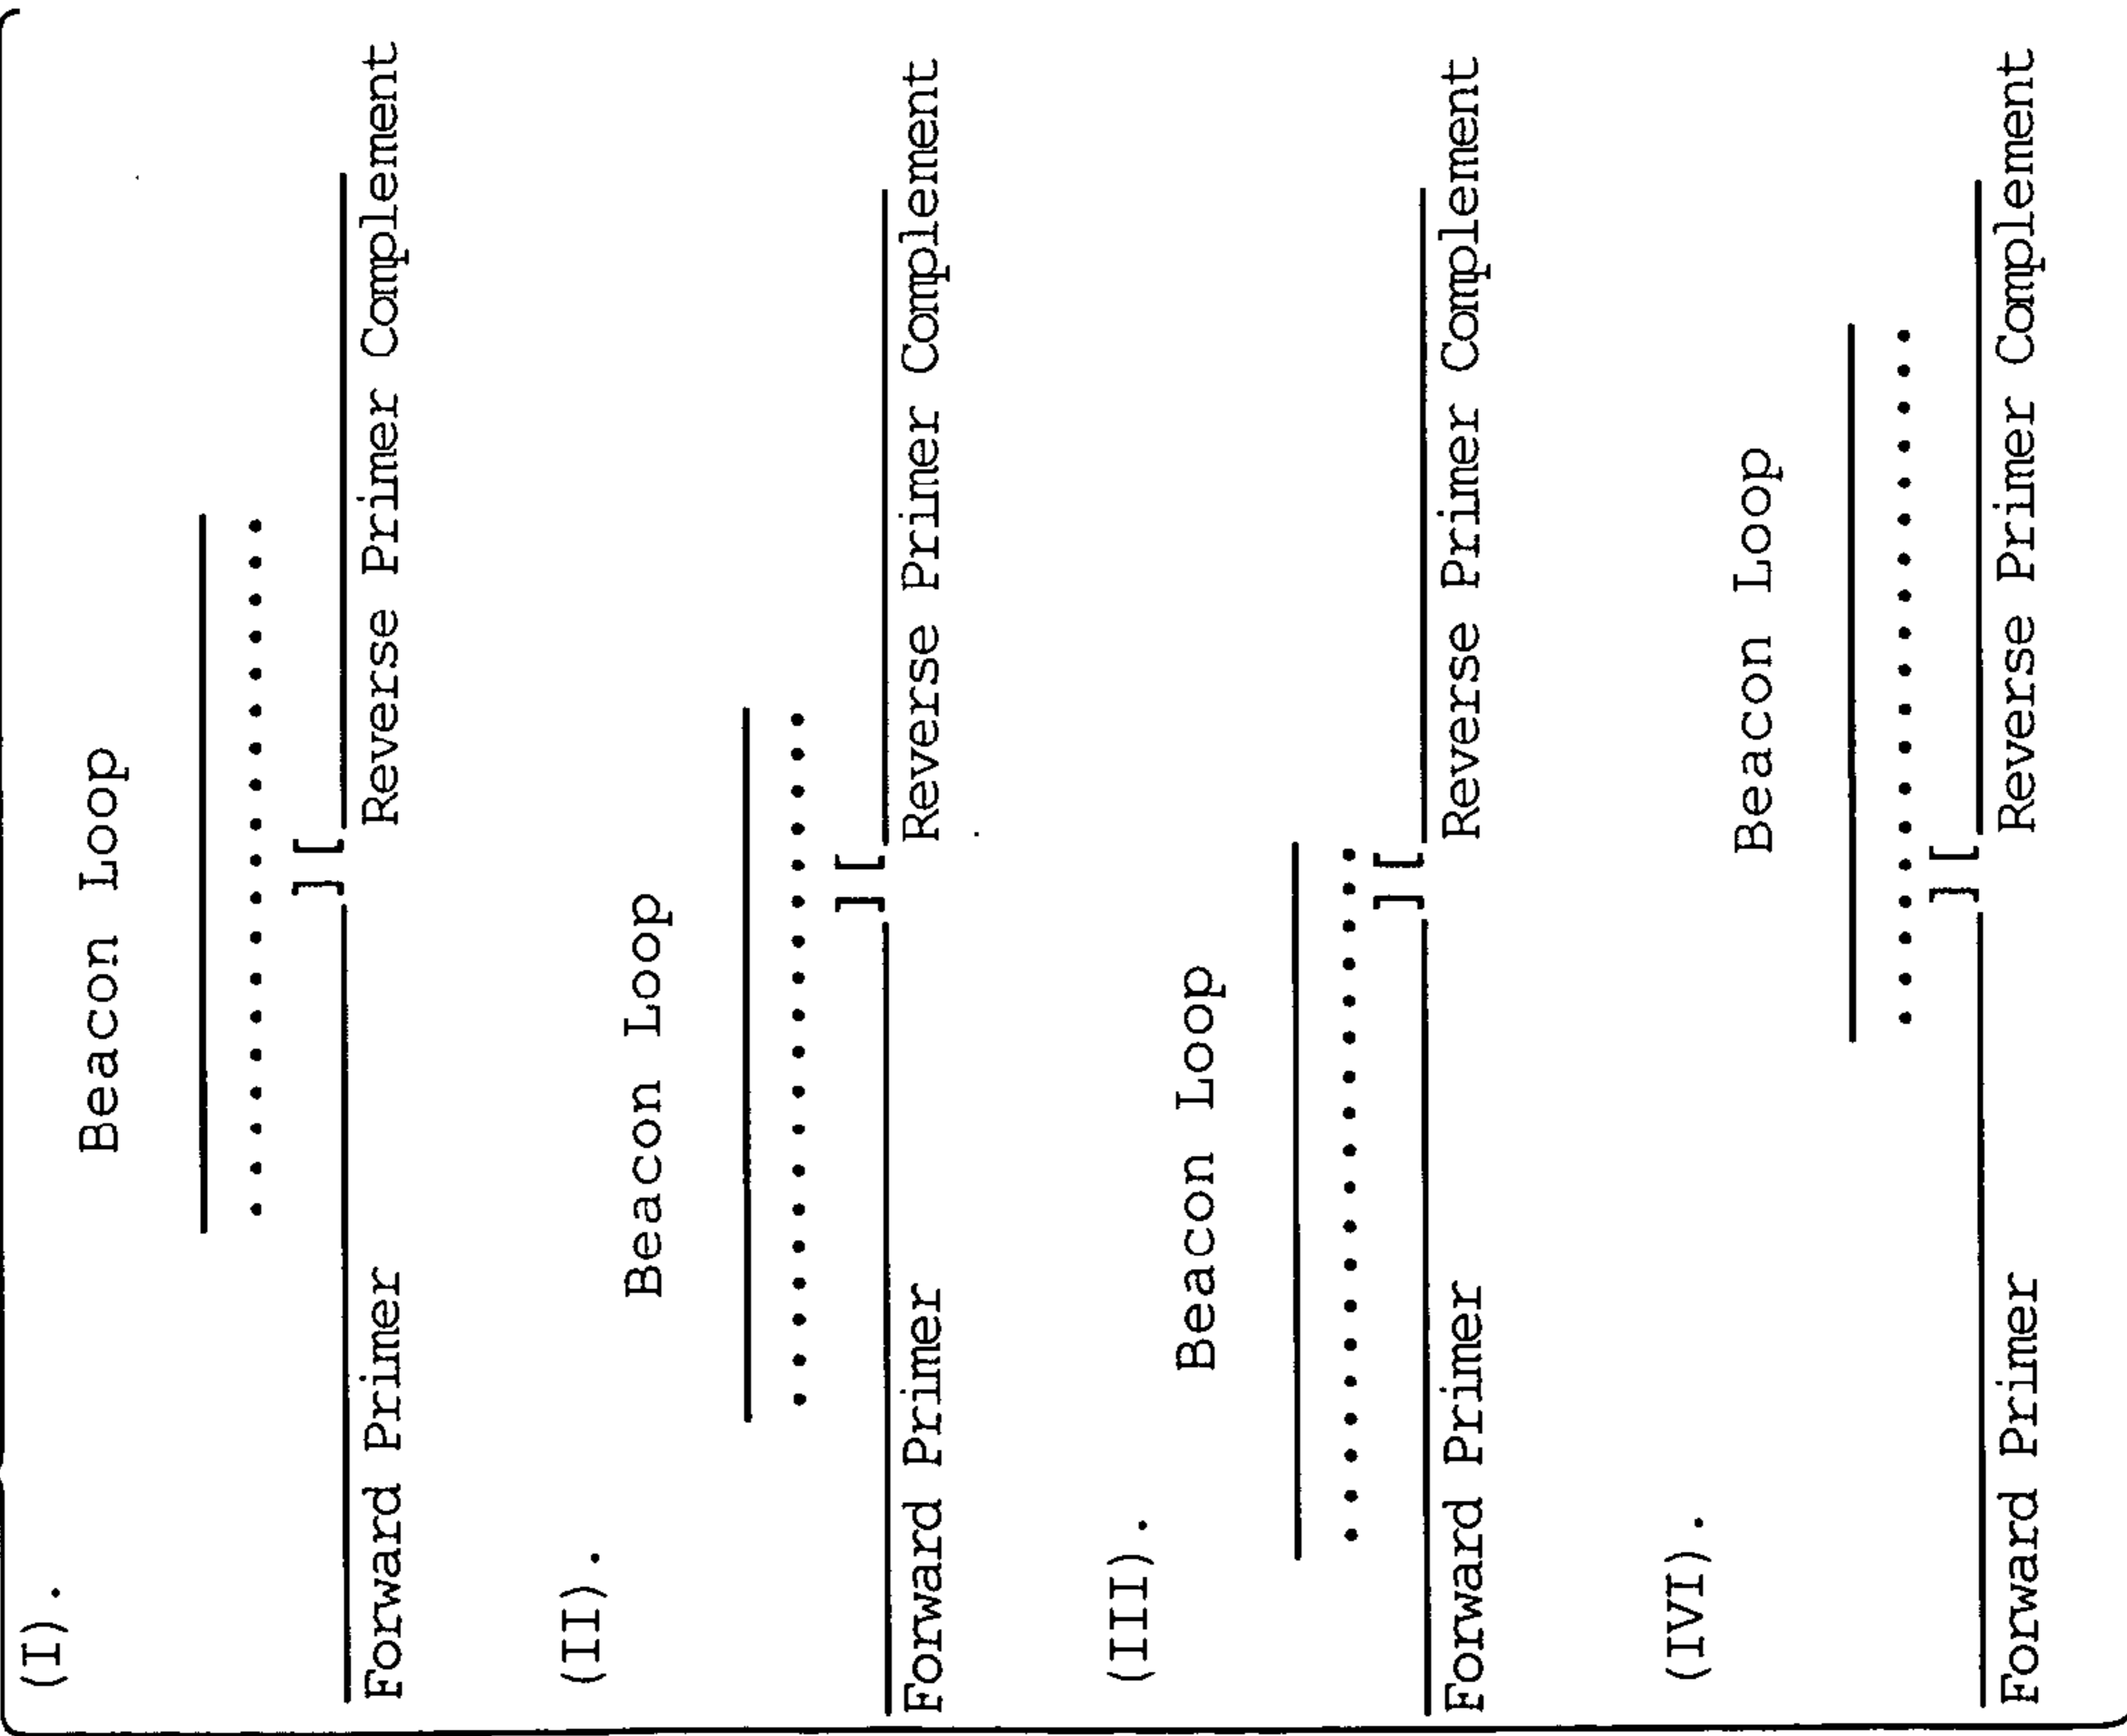 (I).
Beacon Loop
] [
Forward Primer Reverse Primer Complement
(II).
Beacon Loop
] [
Forward Primer Reverse Primer Complement
(III).
Beacon Loop
] [
Forward Primer Reverse Primer Complement
(IVI).
Beacon Loop
] [
Forward Primer Reverse Primer Complement